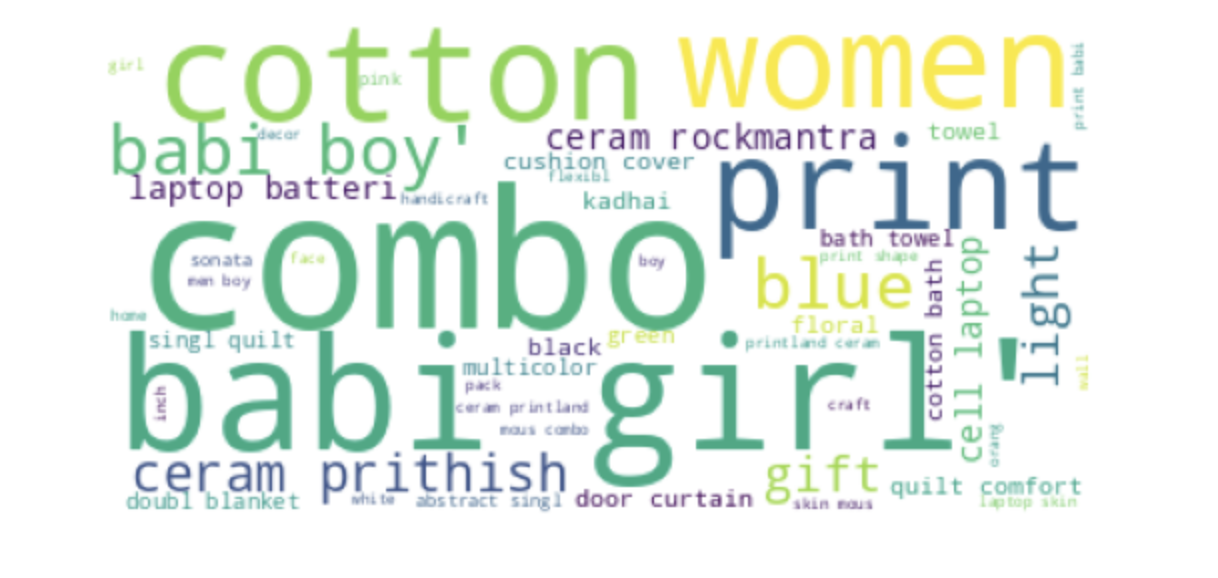 girl
cotton
pink
women
print babi
babi boy'
decor
ceram rockmantra
towel
cushion cover
flexibl
print
laptop batteri
handicraft
kadhai
combo
bath towel
print shape
sonata
face
men boy
boy
blue
cotton bath
cell laptop
light
home
floral
singl quilt
green
printland ceram
black
babi girl'
multicolor
pack
inch
ceram printland
craft
mous combo
wall
orang
ceram prithish
gift
quilt comfort
doubl blanket
white
abstract singl
door curtain
skin mous
laptop skin